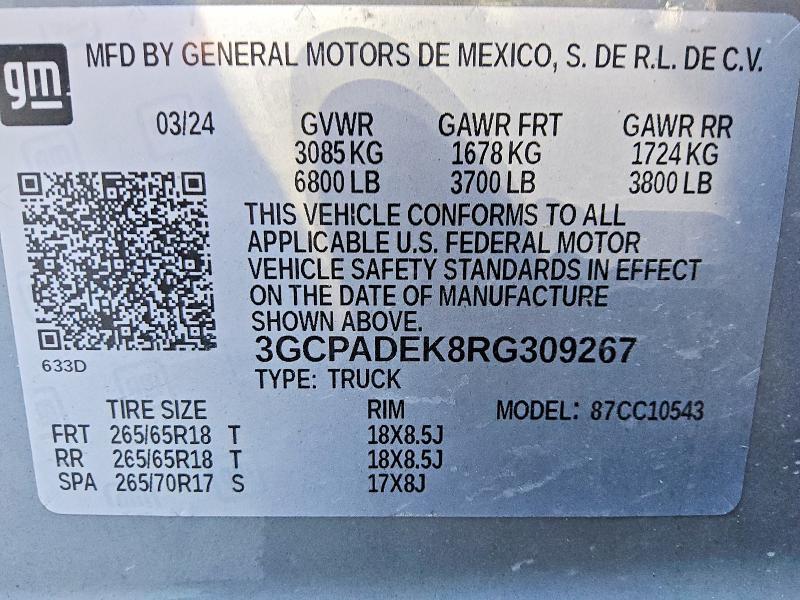 gm
MFD BY GENERAL MOTORS DE MEXICO, S. DE R.L. DE C.V.
03/24 GVWR GAWR FRT GAWR RR
3085 KG 1678 KG 1724 KG
6800 LB 3700 LB 3800 LB
THIS VEHICLE CONFORMS TO ALL
APPLICABLE U.S. FEDERAL MOTOR
VEHICLE SAFETY STANDARDS IN EFFECT
ON THE DATE OF MANUFACTURE
SHOWN ABOVE.
3GCPADEK8RG309267
633D
TYPE: TRUCK
TIRE SIZE RIM MODEL: 87CC10543
FRT 265/65R18 T 18X8.5J
RR 265/65R18 T 18X8.5J
SPA 265/70R17 S 17X8J